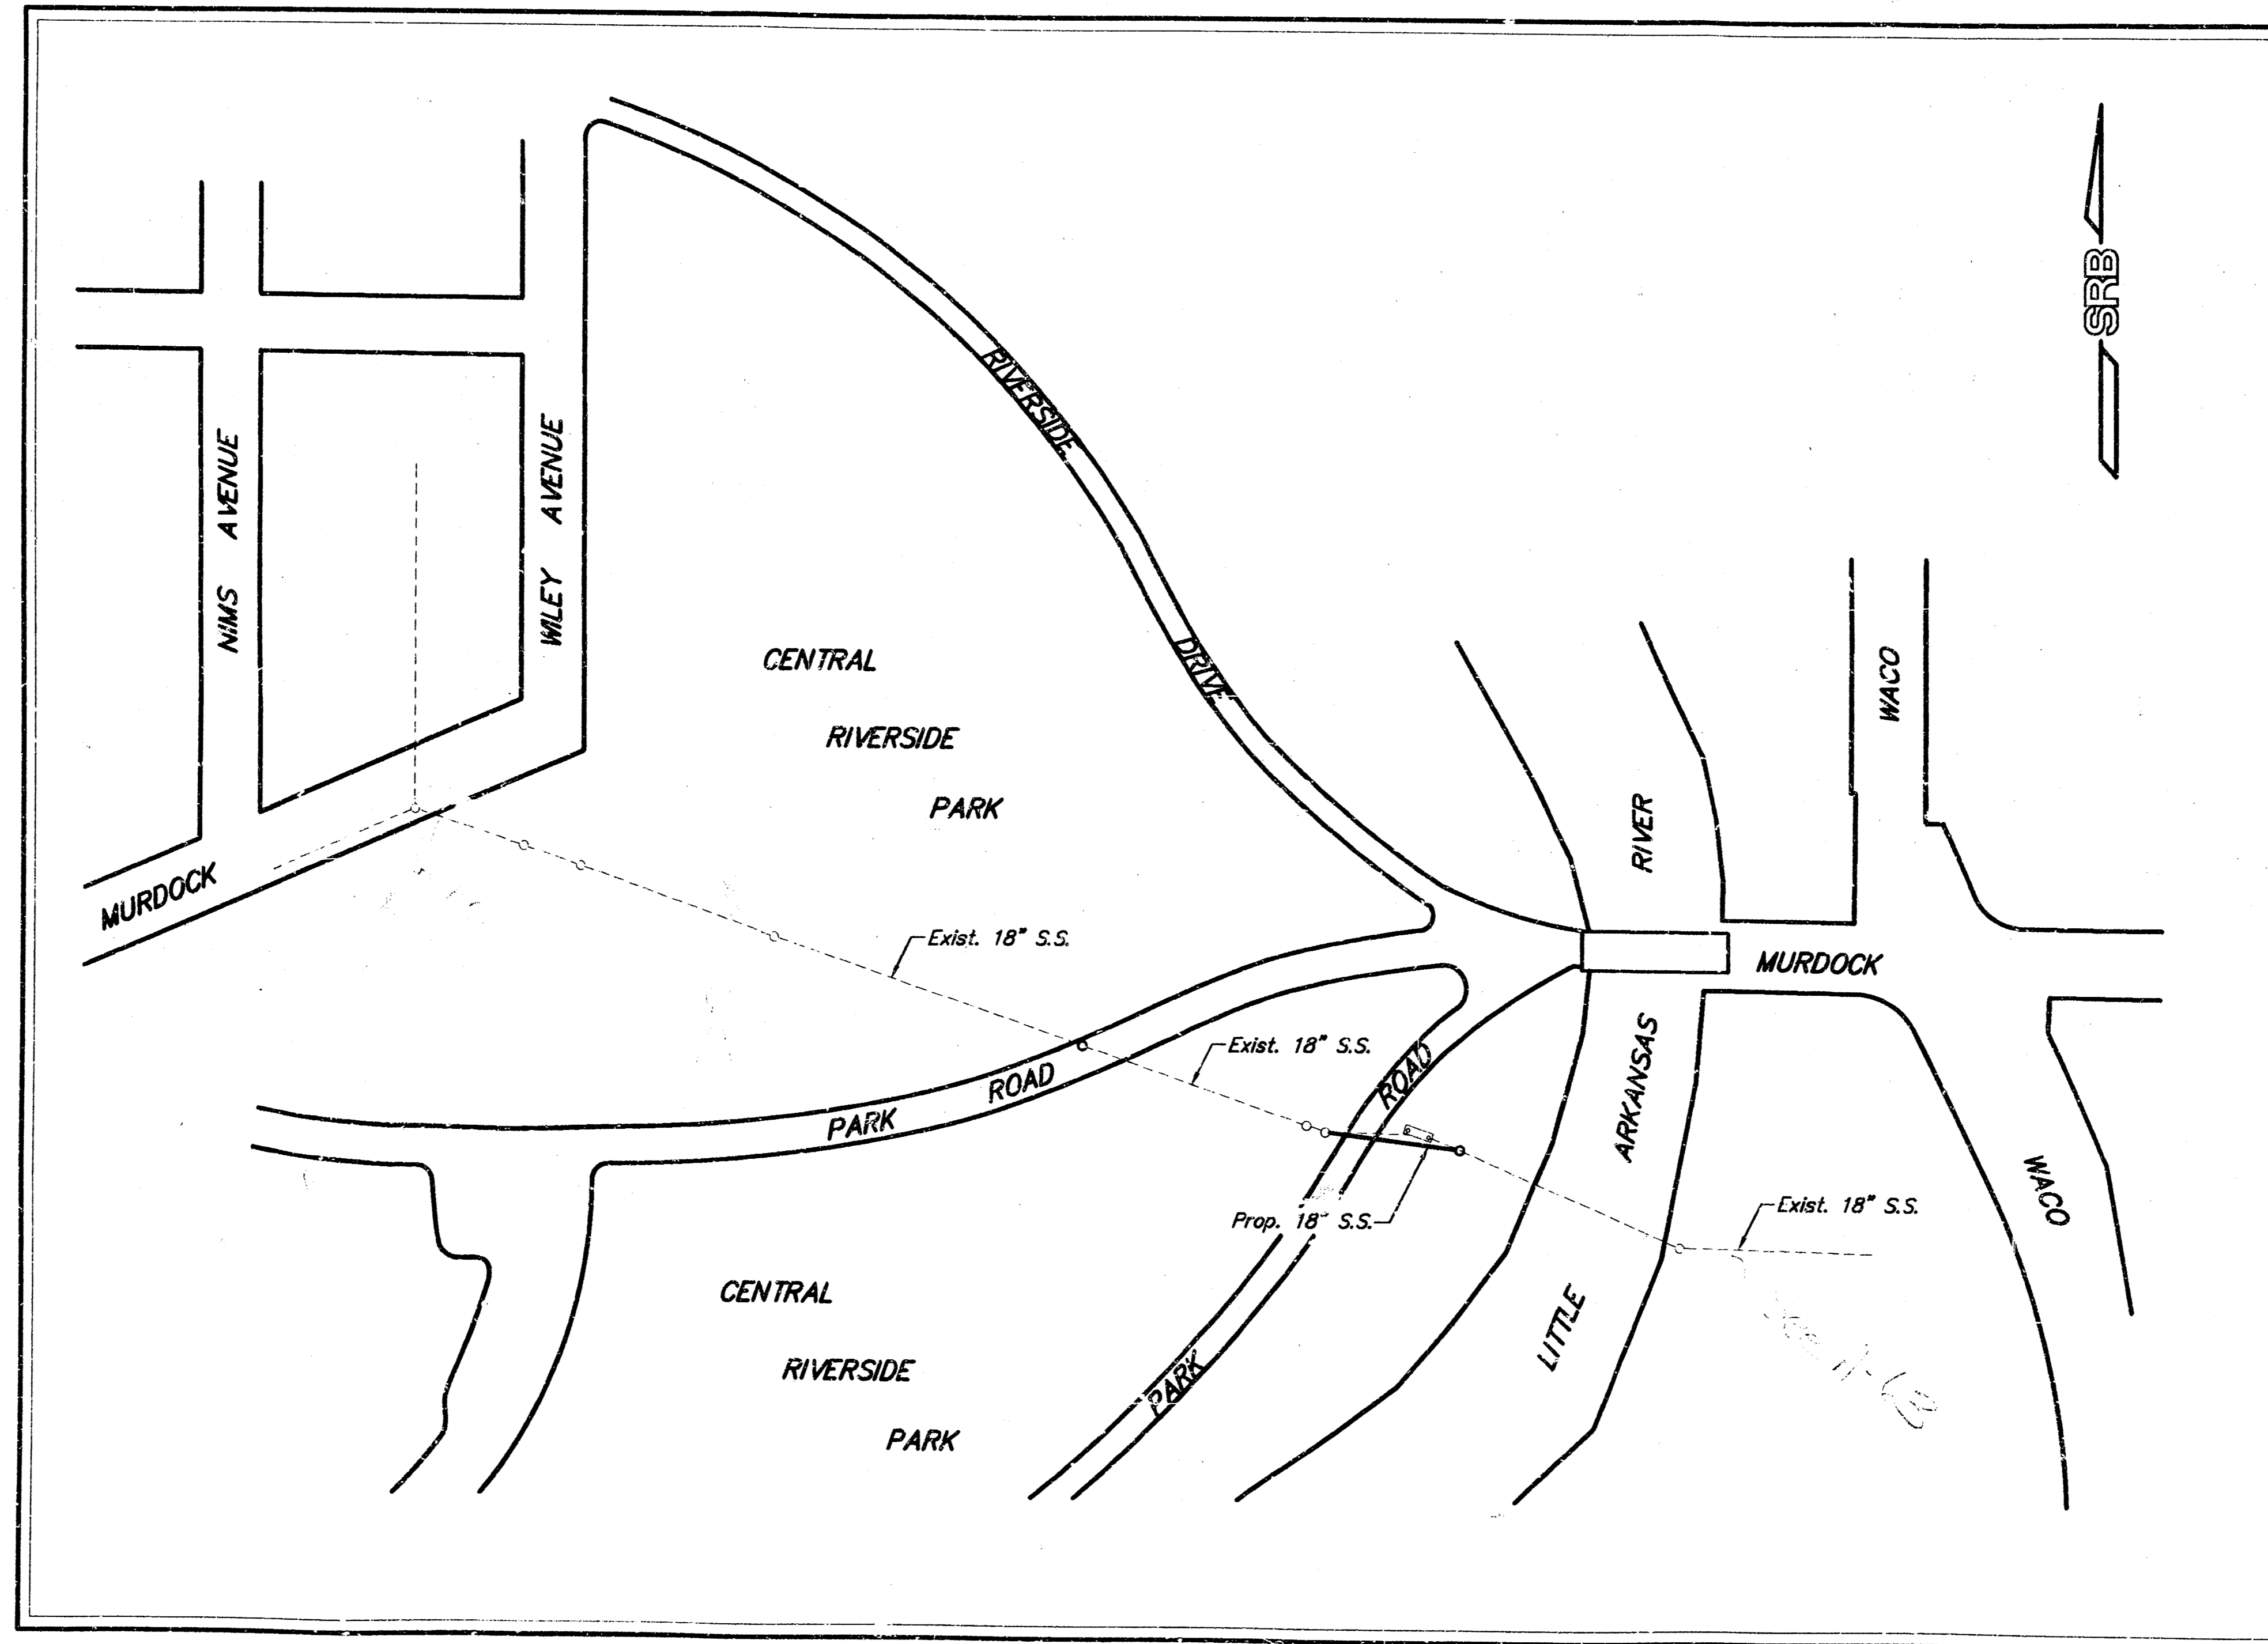 SRB
RIVERSIDE DRIVE
NIMS AVENUE
WILEY AVENUE
CENTRAL
RIVERSIDE
PARK
WACO
RIVER
MURDOCK
Exist. 18" S.S.
MURDOCK
Exist. 18" S.S.
ARKANSAS
ROAD
PARK ROAD
WACO
Exist. 18" S.S.
Prop. 18" S.S.
CENTRAL
RIVERSIDE
PARK
LITTLE
PARK